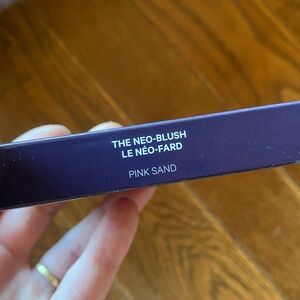 THE NEO-BLUSH
LE NÉO-FARD
PINK SAND